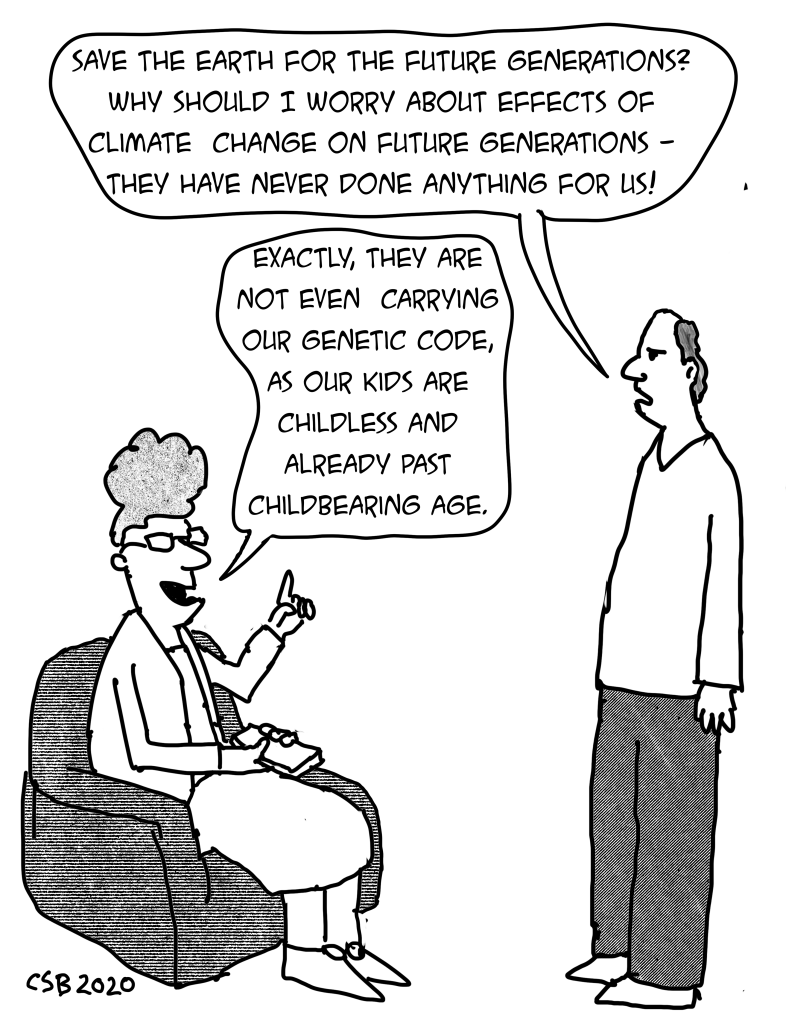 SAVE THE EARTH FOR THE FUTURE GENERATIONS?
WHY SHOULD I WORRY ABOUT EFFECTS OF
CLIMATE CHANGE ON FUTURE GENERATIONS –
THEY HAVE NEVER DONE ANYTHING FOR US!
EXACTLY, THEY ARE
NOT EVEN CARRYING
OUR GENETIC CODE,
AS OUR KIDS ARE
CHILDLESS AND
ALREADY PAST
CHILDBEARING AGE.
CSB 2020